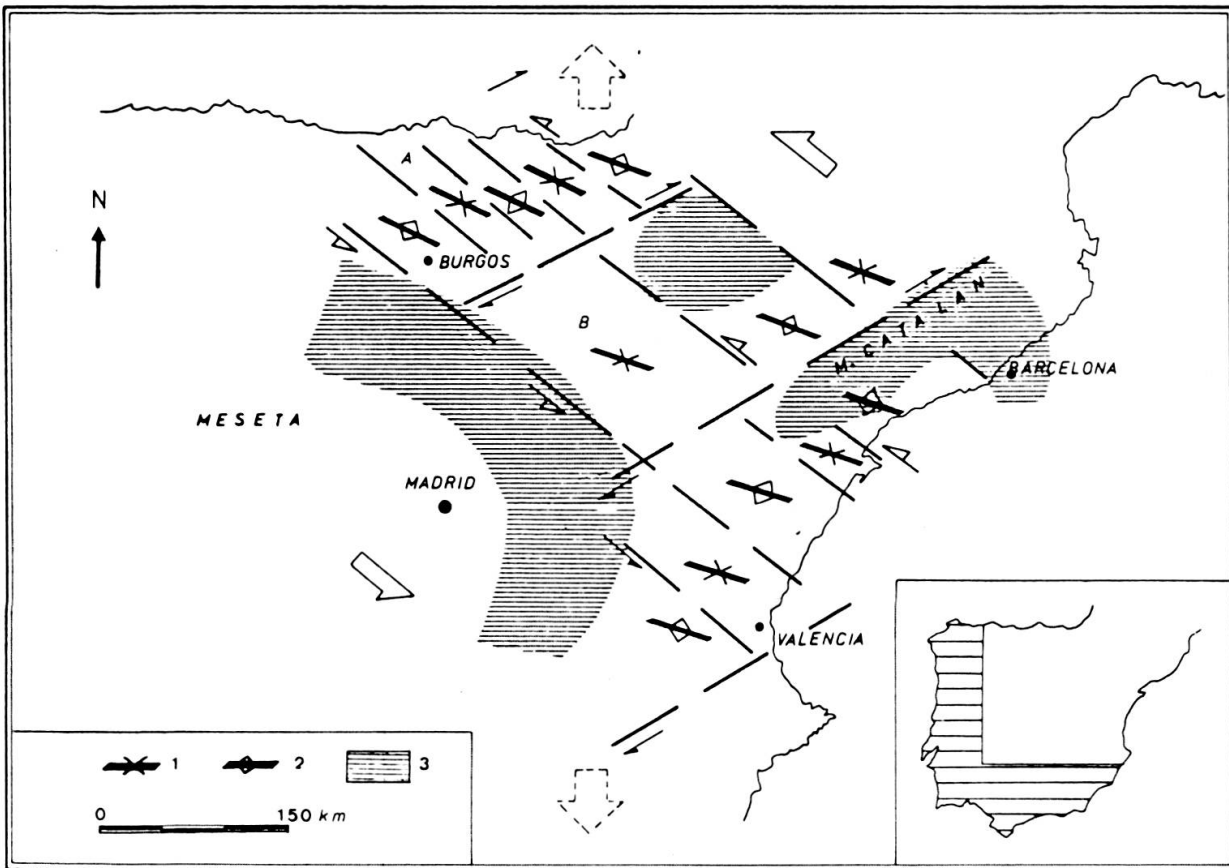 A
N
BURGOS
B
M. CATALAN
BARCELONA
MESETA
MADRID
VALENCIA
1 2 3
0 150 km